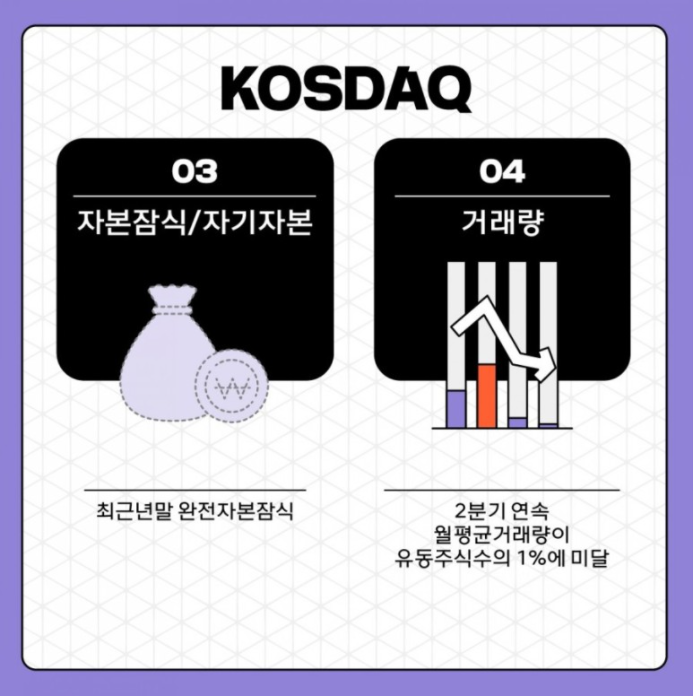 KOSDAQ
03
자본잠식/자기자본
₩
최근년말 완전자본잠식
04
거래량
2분기 연속
월평균거래량이
유동주식수의 1%에 미달